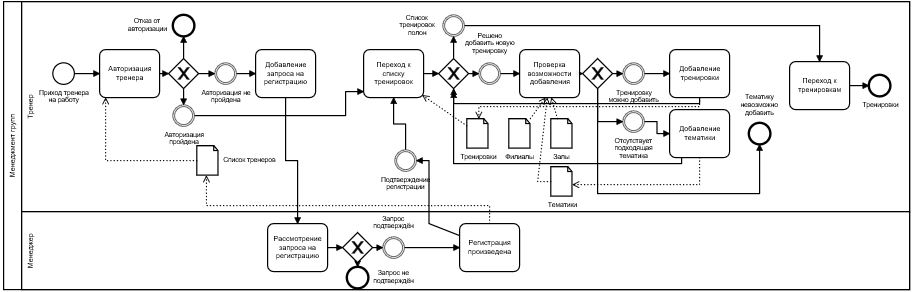 Менеджмент групп
Тренер
Приход тренера
на работу
Авторизация
тренера
Отказ от
авторизации
Авторизация не
пройдена
Авторизация
пройдена
Добавление
запроса на
регистрацию
Список тренеров
Переход к
списку
тренировок
Подтверждение
регистрации
Список
тренировок
полон
Решено
добавить новую
тренировку
Проверка
возможности
добавления
Тренировки
Филиалы
Залы
Тематики
Тренировку
можно добавить
Отсутствует
подходящая
тематика
Добавление
тренировки
Добавление
тематики
Тематику
невозможно
добавить
Переход к
тренировкам
Тренировки
Менеджер
Рассмотрение
запроса на
регистрацию
Запрос
подтверждён
Запрос не
подтверждён
Регистрация
произведена